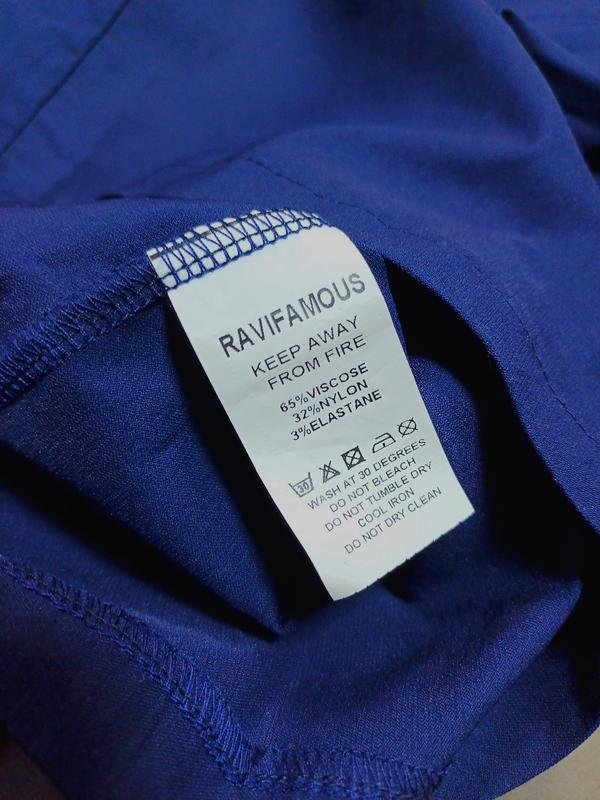 RAVIFAMOUS
KEEP AWAY
FROM FIRE
65%VISCOSE
32%NYLON
3%ELASTANE
30
WASH AT 30 DEGREES
DO NOT BLEACH
DO NOT TUMBLE DRY
COOL IRON
DO NOT DRY CLEAN